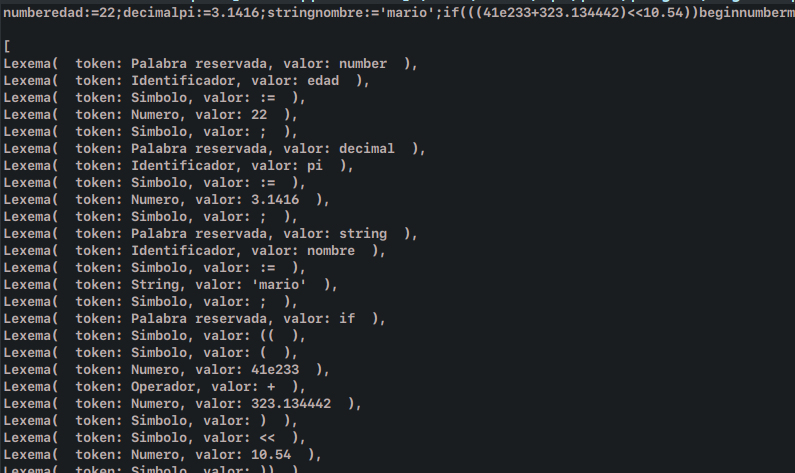 numberedad:=22;decimalpi:=3.1416;stringnombre:='mario';if(((41e233+323.134442)<<10.54))beginnumberm
[
Lexema(  token: Palabra reservada, valor: number  ),
Lexema(  token: Identificador, valor: edad  ),
Lexema(  token: Simbolo, valor: :=  ),
Lexema(  token: Numero, valor: 22  ),
Lexema(  token: Simbolo, valor: ;  ),
Lexema(  token: Palabra reservada, valor: decimal  ),
Lexema(  token: Identificador, valor: pi  ),
Lexema(  token: Simbolo, valor: :=  ),
Lexema(  token: Numero, valor: 3.1416  ),
Lexema(  token: Simbolo, valor: ;  ),
Lexema(  token: Palabra reservada, valor: string  ),
Lexema(  token: Identificador, valor: nombre  ),
Lexema(  token: Simbolo, valor: :=  ),
Lexema(  token: String, valor: 'mario'  ),
Lexema(  token: Simbolo, valor: ;  ),
Lexema(  token: Palabra reservada, valor: if  ),
Lexema(  token: Simbolo, valor: ((  ),
Lexema(  token: Simbolo, valor: (  ),
Lexema(  token: Numero, valor: 41e233  ),
Lexema(  token: Operador, valor: +  ),
Lexema(  token: Numero, valor: 323.134442  ),
Lexema(  token: Simbolo, valor: )  ),
Lexema(  token: Simbolo, valor: <<  ),
Lexema(  token: Numero, valor: 10.54  ),
Lexema(  token: Simbolo, valor: ))  )